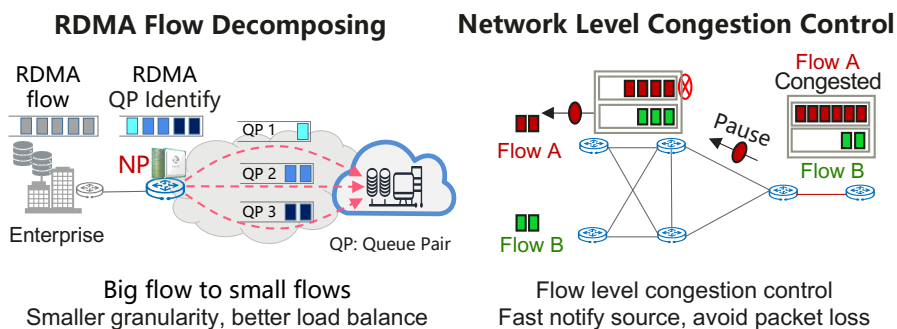 RDMA Flow Decomposing
RDMA
flow
RDMA
QP Identify
NP
Enterprise
QP 1
QP 2
QP 3
QP: Queue Pair
Big flow to small flows
Smaller granularity, better load balance
Network Level Congestion Control
Flow A
Congested
Flow B
Pause
Flow A
Flow B
Flow level congestion control
Fast notify source, avoid packet loss